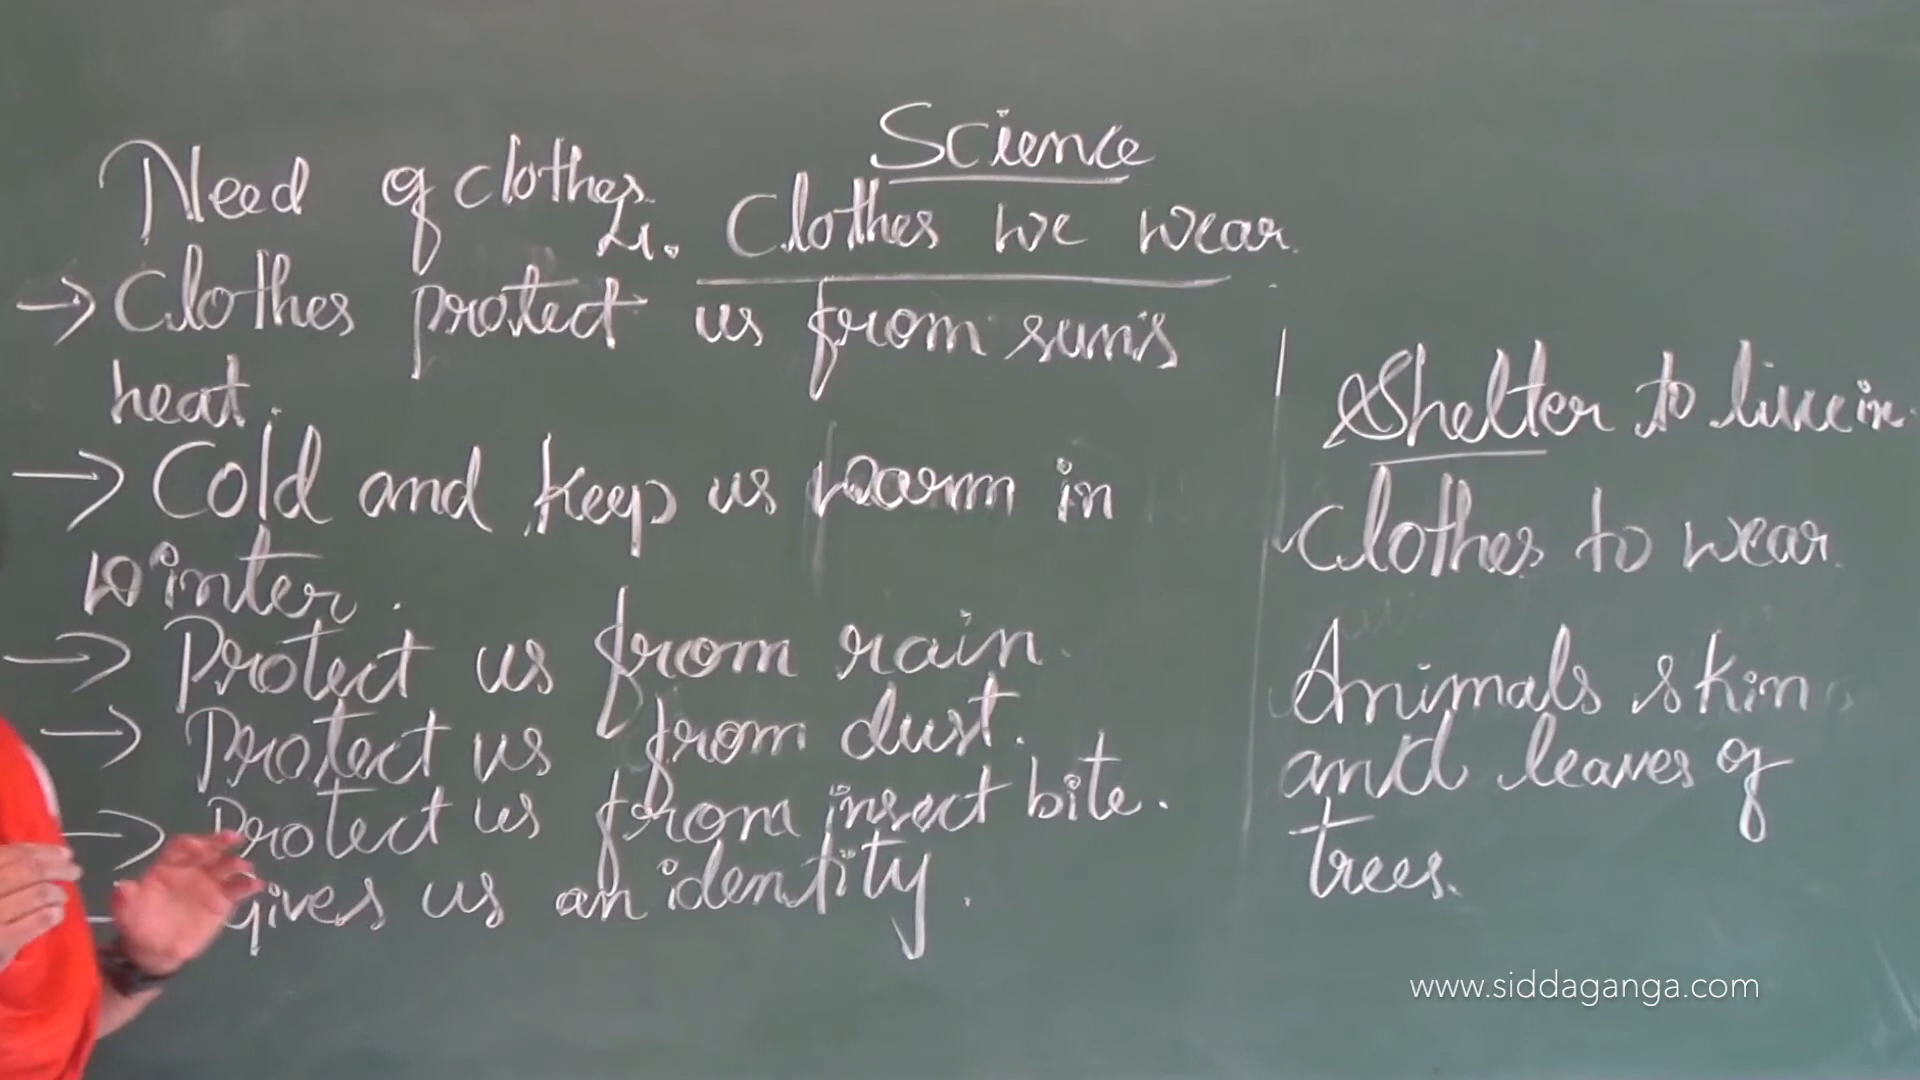 Science
4. Clothes we wear.
Need of clothes.
→ Clothes protect us from sun's
heat.
→ Cold and keep us warm in
winter.
→ Protect us from rain.
→ Protect us from dust.
→ Protect us from insect bite.
Gives us an identity.
Shelter to live in.
Clothes to wear.
Animals skin
and leaves of
trees.
www.siddaganga.com